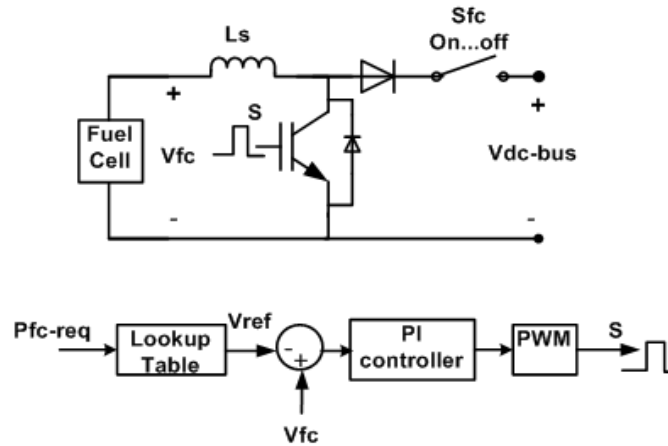 Sfc
Ls
On...off
+
S
+
Fuel
Cell
Vfc
Vdc-bus
-
-
Pfc-req
Lookup
Table
Vref
-
+
PI
controller
PWM
S
Vfc